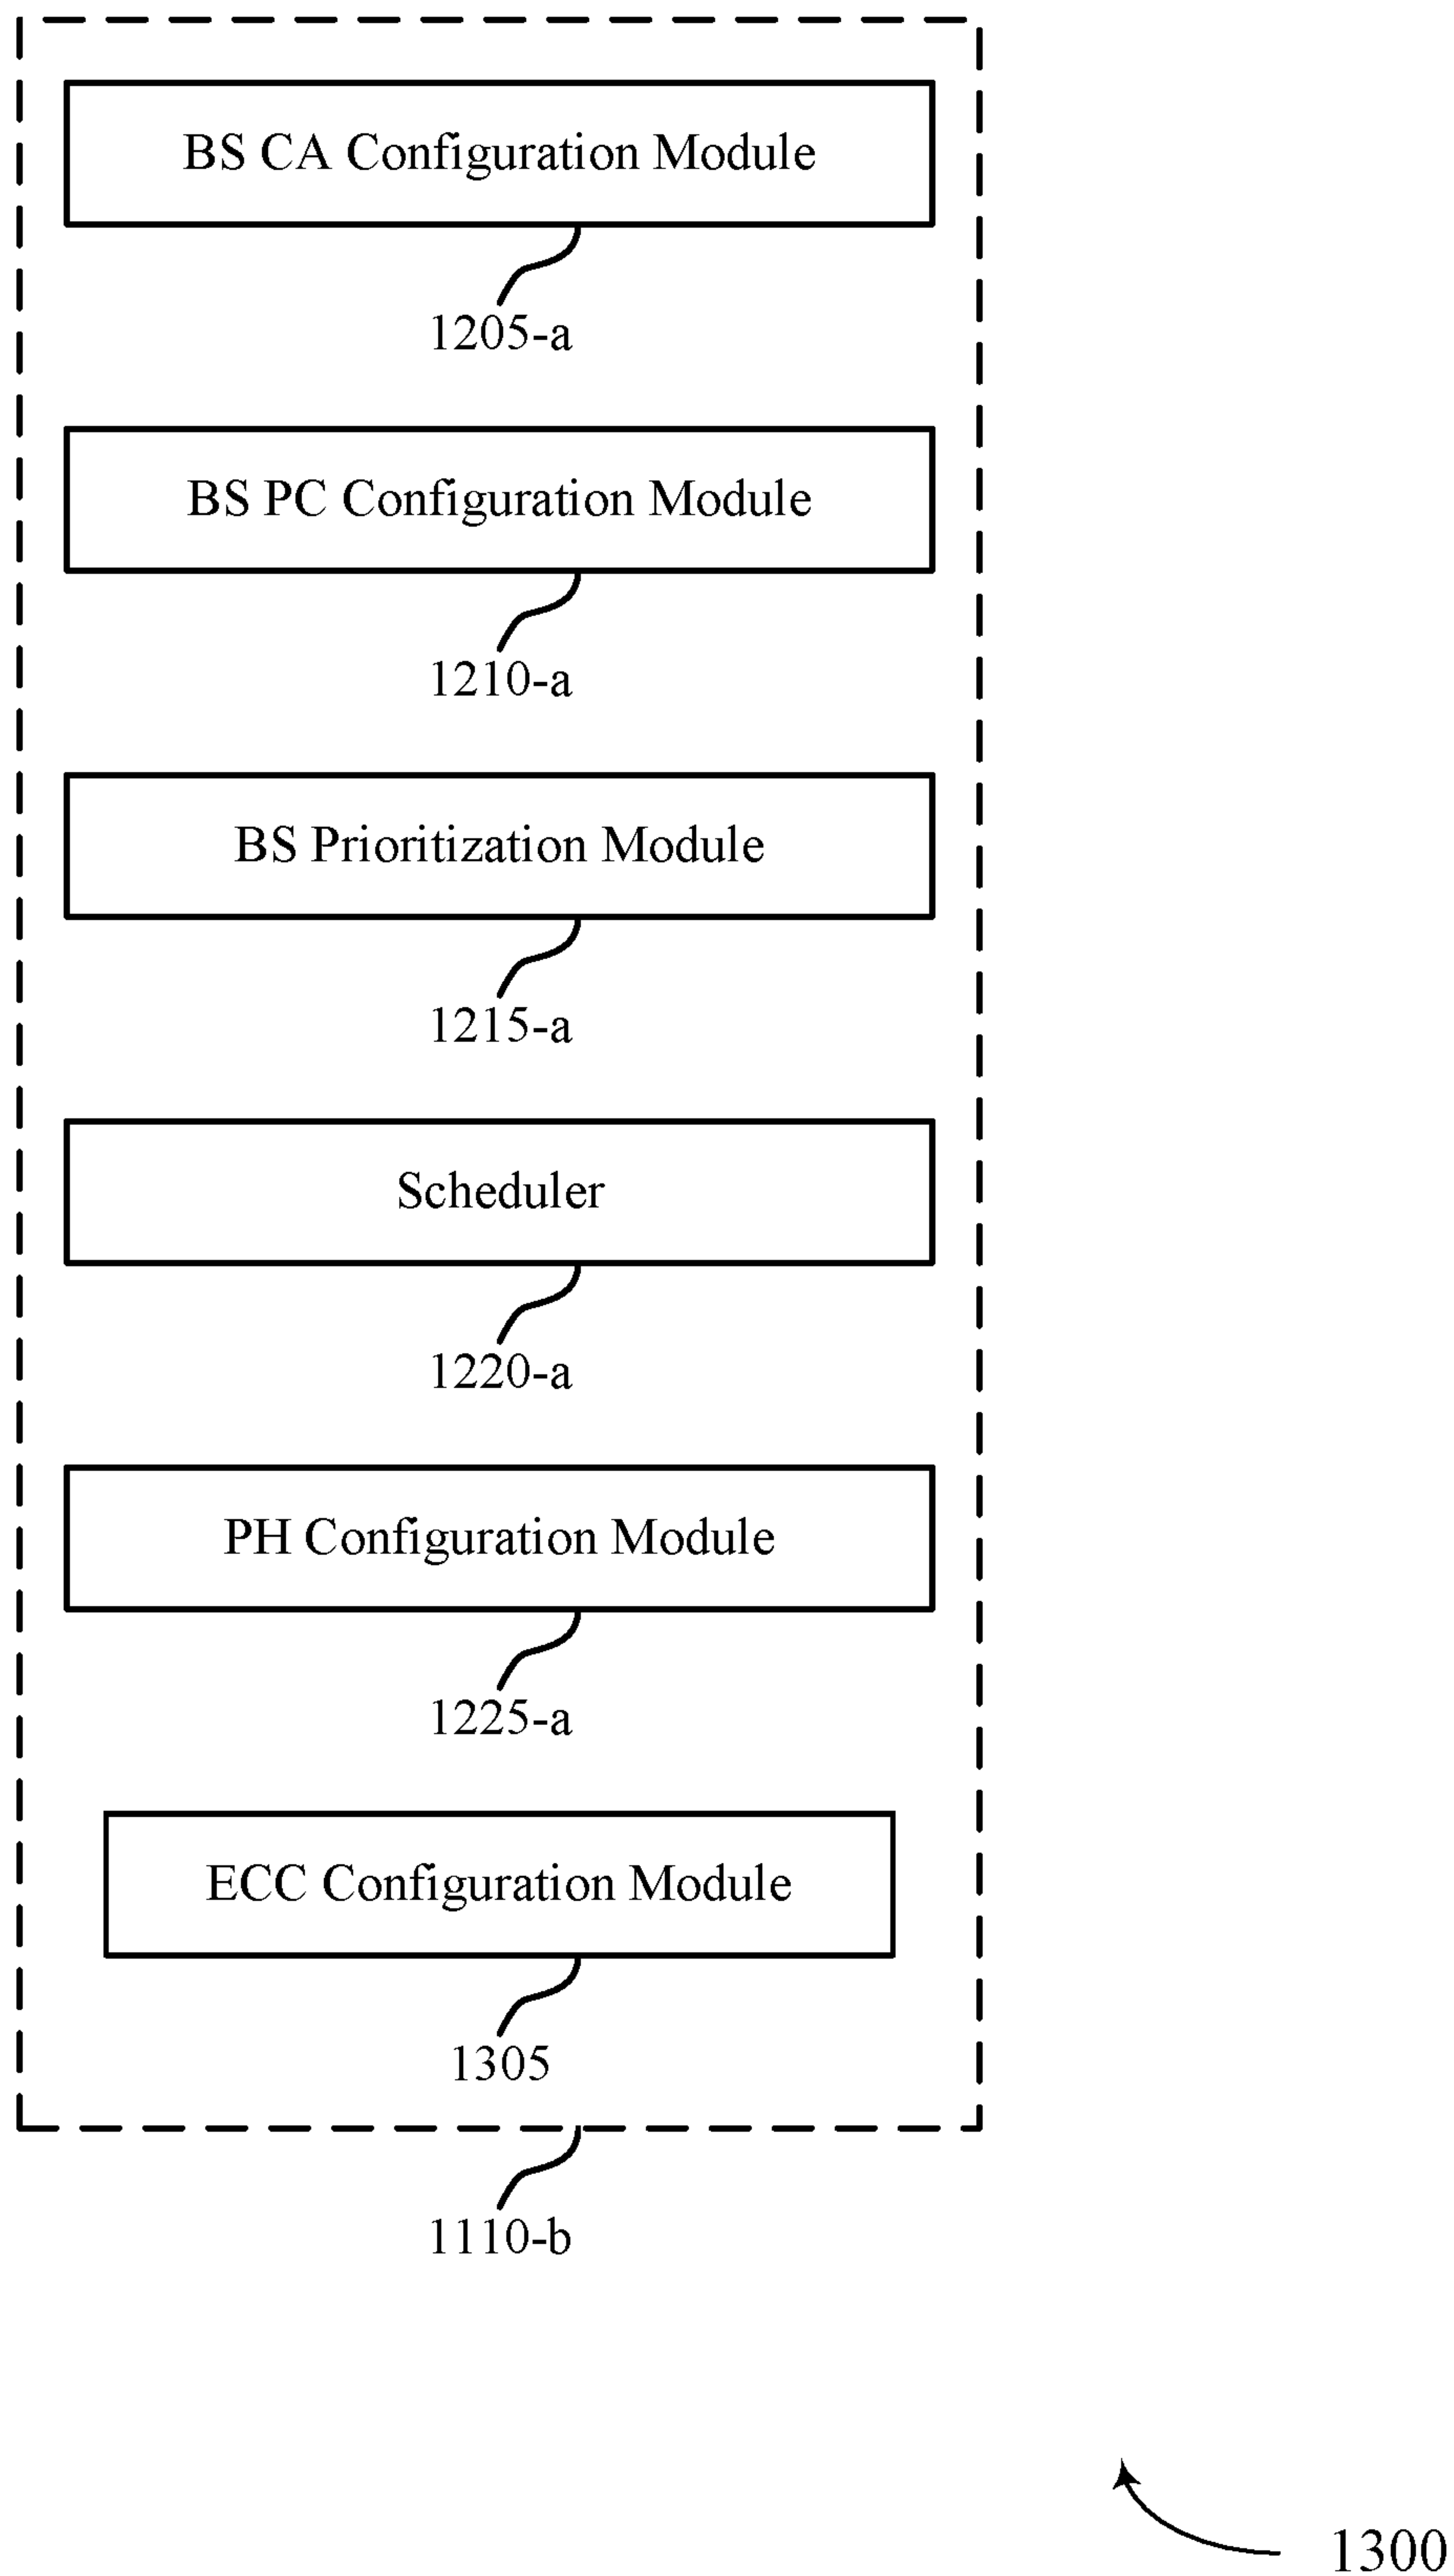 BS CA Configuration Module
1205-a
BS PC Configuration Module
1210-a
BS Prioritization Module
1215-a
Scheduler
1220-a
PH Configuration Module
1225-a
ECC Configuration Module
1305
1110-b
1300